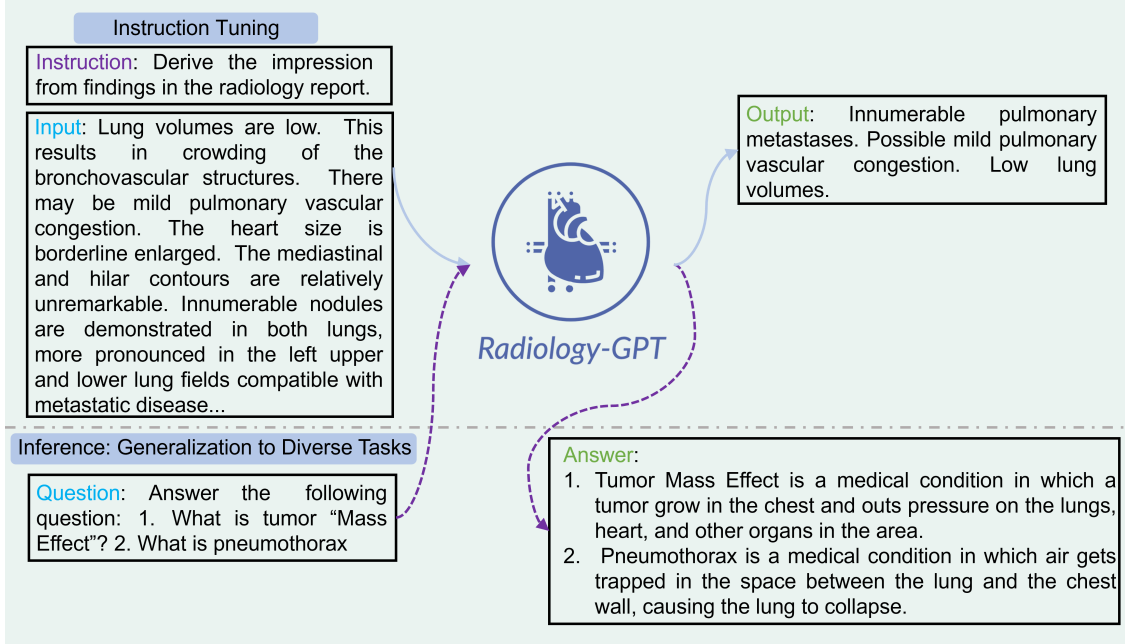 Instruction Tuning
Instruction: Derive the impression
from findings in the radiology report.
Input: Lung volumes are low. This
results in crowding of the
bronchovascular structures. There
may be mild pulmonary vascular
congestion. The heart size is
borderline enlarged. The mediastinal
and hilar contours are relatively
unremarkable. Innumerable nodules
are demonstrated in both lungs,
more pronounced in the left upper
and lower lung fields compatible with
metastatic disease...
Radiology-GPT
Output: Innumerable pulmonary
metastases. Possible mild pulmonary
vascular congestion. Low lung
volumes.
Inference: Generalization to Diverse Tasks
Question: Answer the following
question: 1. What is tumor “Mass
Effect”? 2. What is pneumothorax
Answer:
1. Tumor Mass Effect is a medical condition in which a
tumor grow in the chest and outs pressure on the lungs,
heart, and other organs in the area.
2. Pneumothorax is a medical condition in which air gets
trapped in the space between the lung and the chest
wall, causing the lung to collapse.